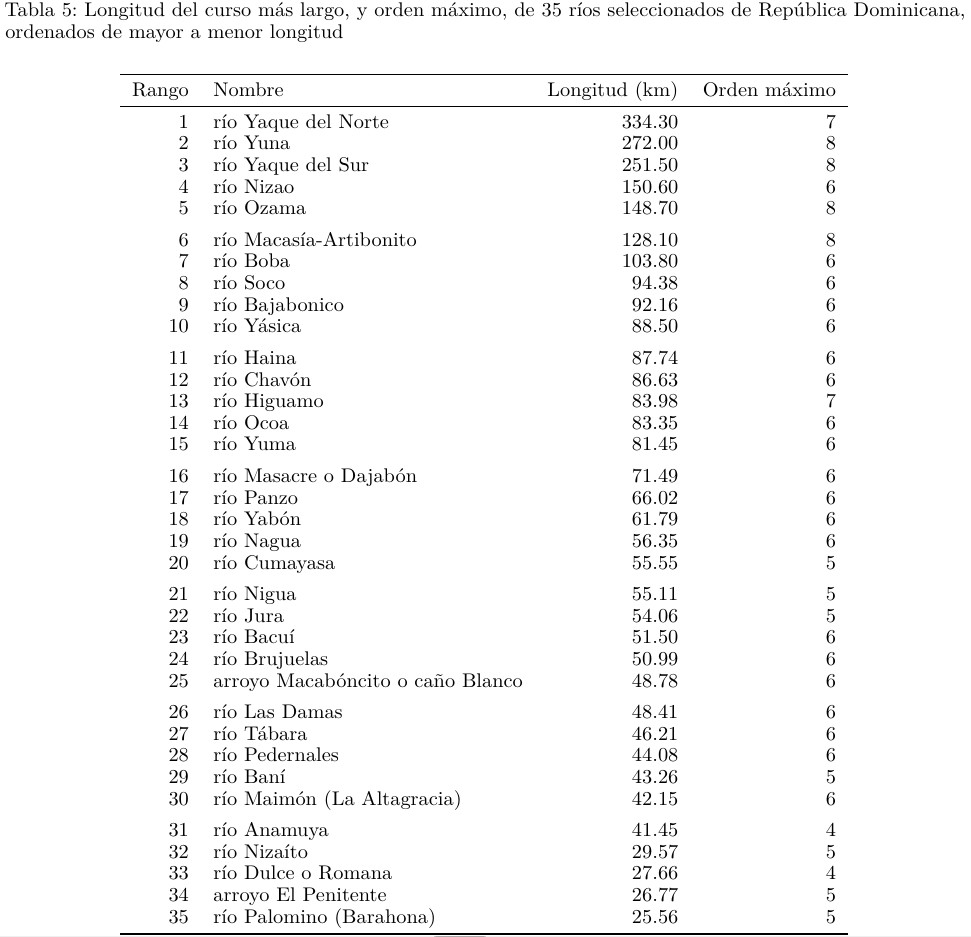 Tabla 5: Longitud del curso más largo, y orden máximo, de 35 ríos seleccionados de República Dominicana,
ordenados de mayor a menor longitud
Rango Nombre Longitud (km) Orden máximo
1 río Yaque del Norte 334.30 7
2 río Yuna 272.00 8
3 río Yaque del Sur 251.50 8
4 río Nizao 150.60 6
5 río Ozama 148.70 8
6 río Macasía-Artibonito 128.10 8
7 río Boba 103.80 6
8 río Soco 94.38 6
9 río Bajabonico 92.16 6
10 río Yásica 88.50 6
11 río Haina 87.74 6
12 río Chavón 86.63 6
13 río Higuamo 83.98 7
14 río Ocoa 83.35 6
15 río Yuma 81.45 6
16 río Masacre o Dajabón 71.49 6
17 río Panzo 66.02 6
18 río Yabón 61.79 6
19 río Nagua 56.35 6
20 río Cumayasa 55.55 5
21 río Nigua 55.11 5
22 río Jura 54.06 5
23 río Bacuí 51.50 6
24 río Brujuelas 50.99 6
25 arroyo Macabóncito o caño Blanco 48.78 6
26 río Las Damas 48.41 6
27 río Tábara 46.21 6
28 río Pedernales 44.08 6
29 río Baní 43.26 5
30 río Maimón (La Altagracia) 42.15 6
31 río Anamuya 41.45 4
32 río Nizaíto 29.57 5
33 río Dulce o Romana 27.66 4
34 arroyo El Penitente 26.77 5
35 río Palomino (Barahona) 25.56 5